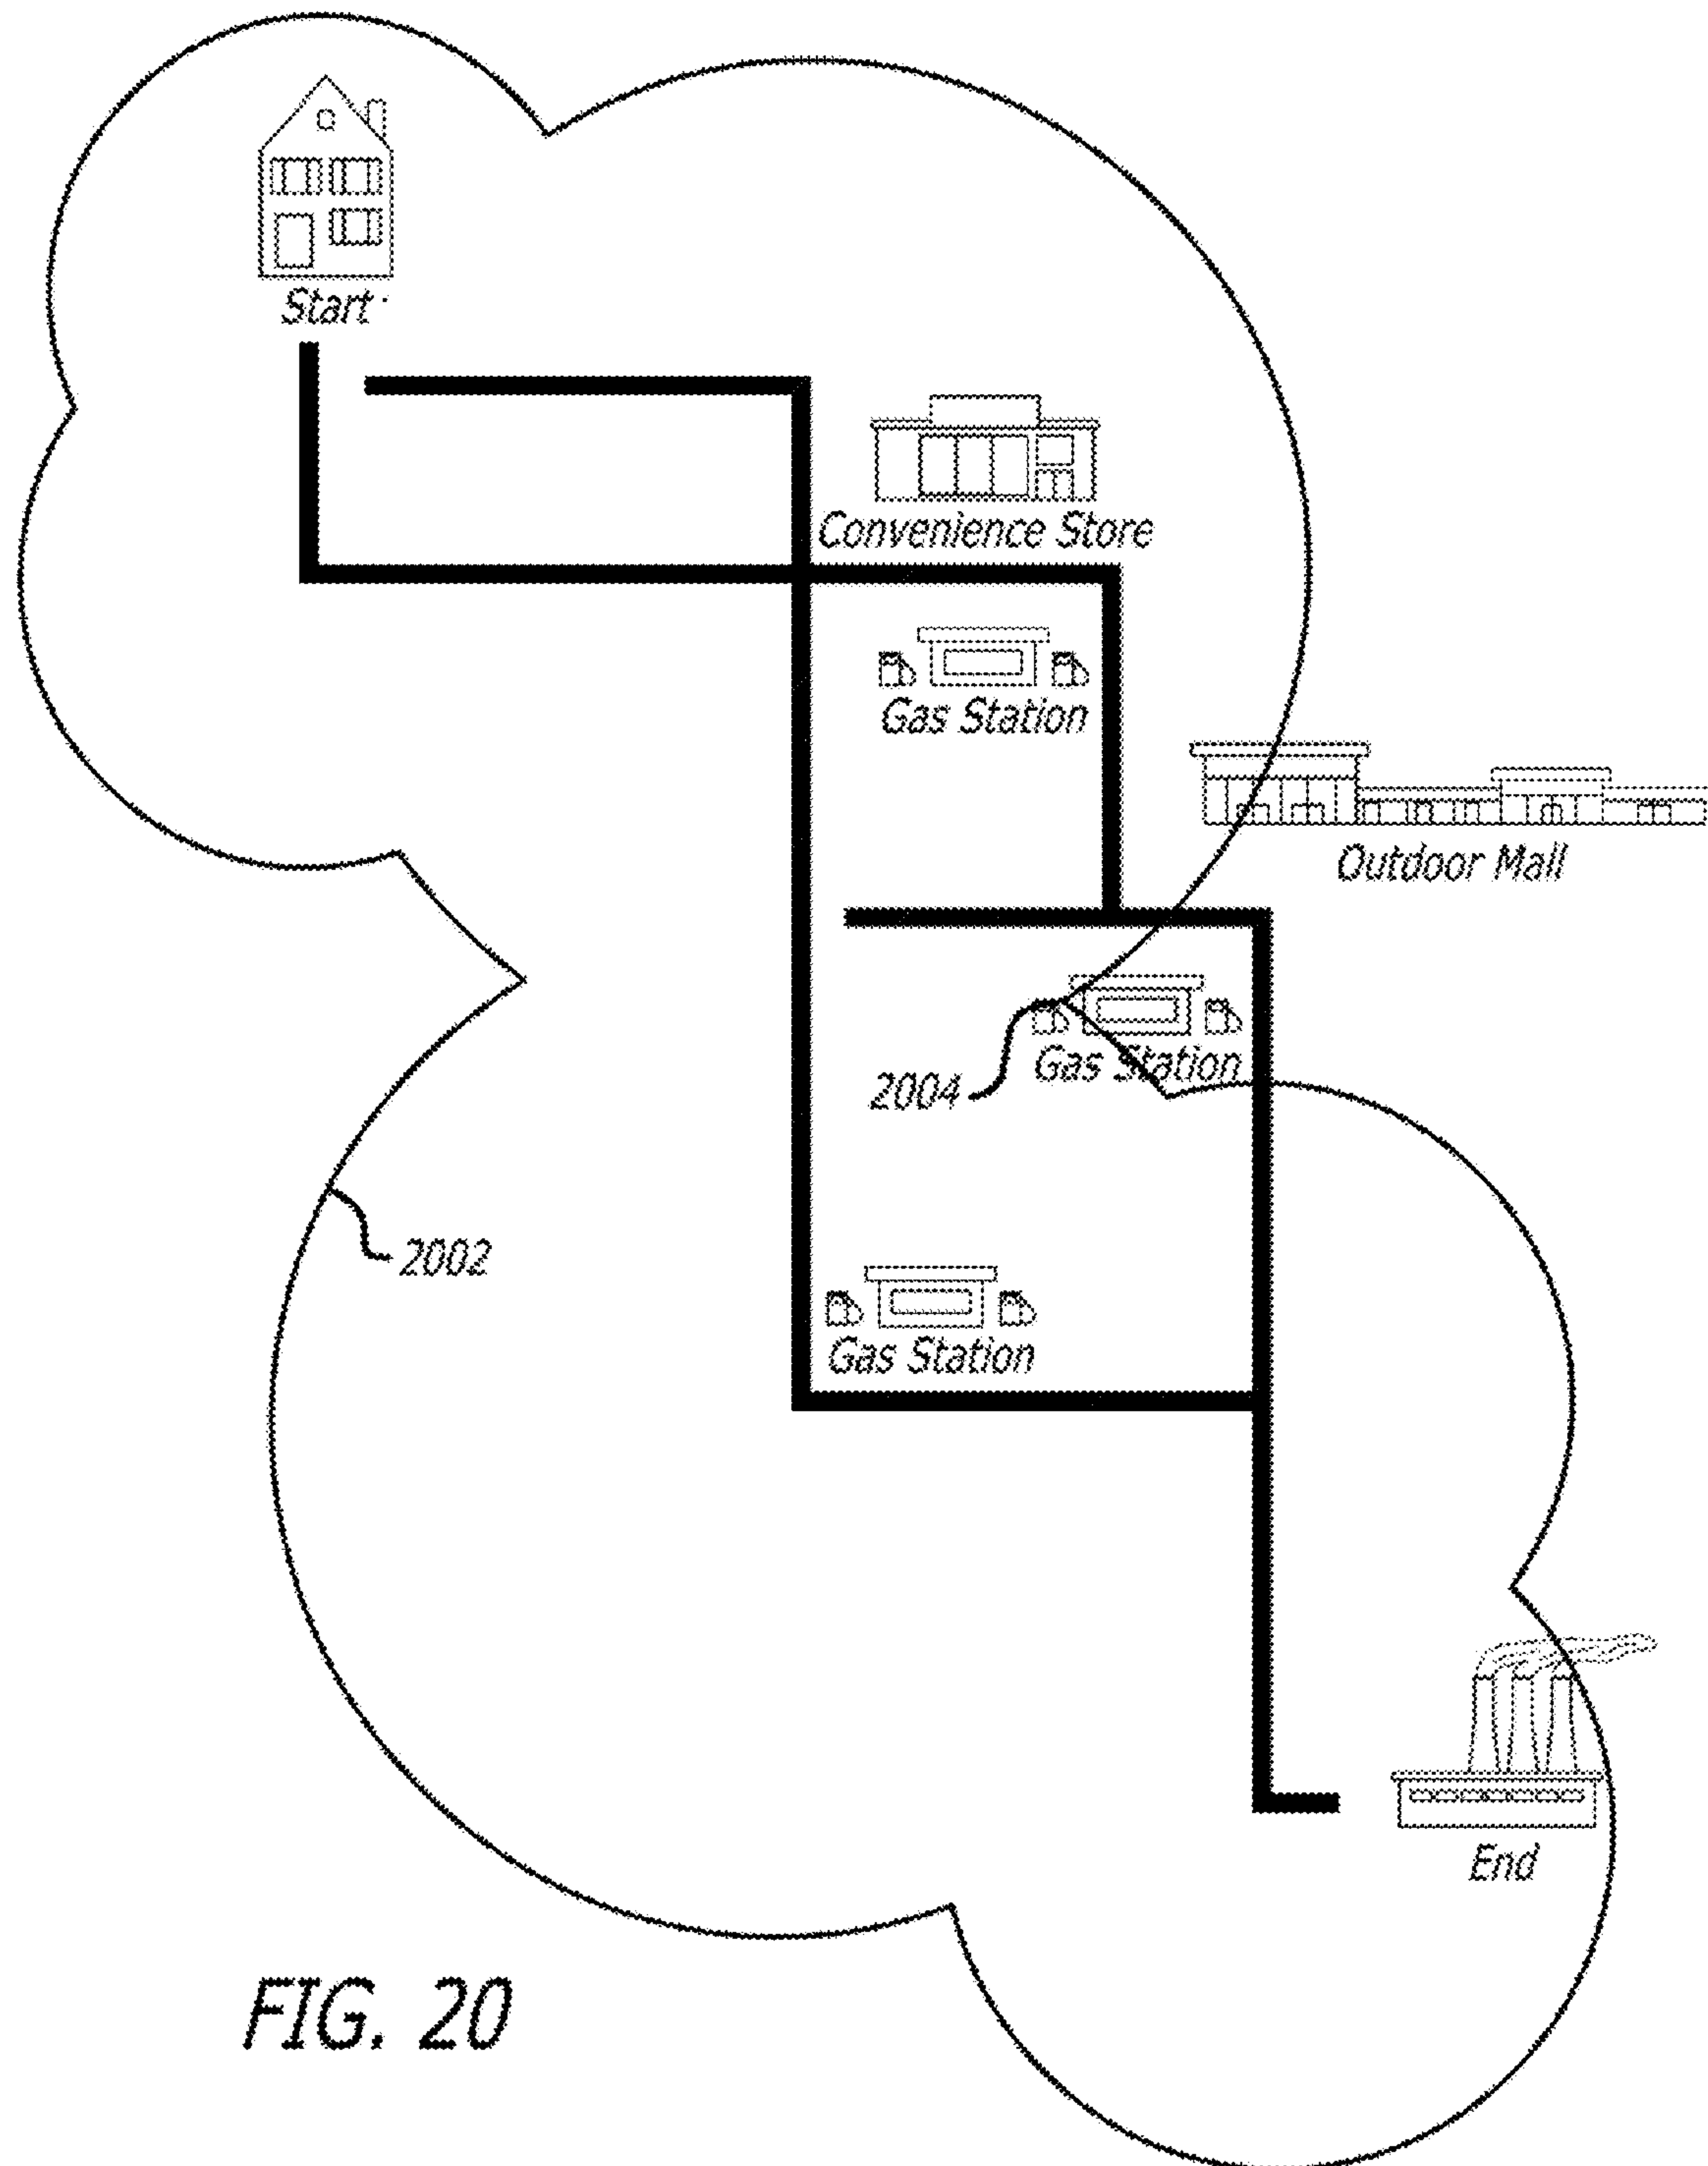 Start
Convenience Store
Gas Station
Outdoor Mall
Gas Station
2004
2002
Gas Station
End
FIG. 20